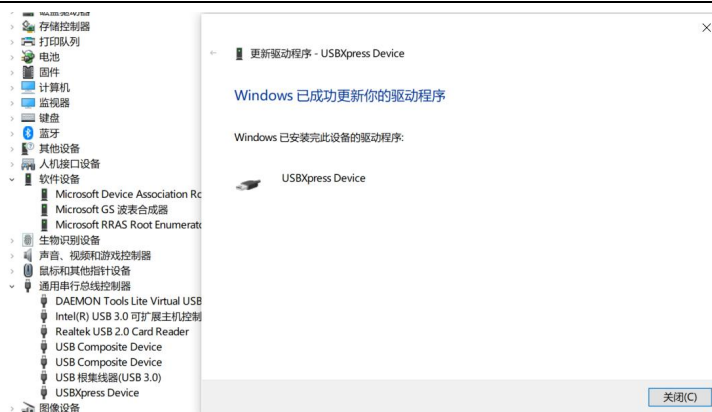 磁盘驱动器
存储控制器
打印队列
电池
固件
计算机
监视器
键盘
蓝牙
其他设备
人机接口设备
软件设备
Microsoft Device Association Ro
Microsoft GS 波表合成器
Microsoft RRAS Root Enumerato
生物识别设备
声音、视频和游戏控制器
鼠标和其他指针设备
通用串行总线控制器
DAEMON Tools Lite Virtual USB
Intel(R) USB 3.0 可扩展主机控制
Realtek USB 2.0 Card Reader
USB Composite Device
USB Composite Device
USB 根集线器(USB 3.0)
USBXpress Device
图像设备
更新驱动程序 - USBXpress Device
Windows 已成功更新你的驱动程序
Windows 已安装完此设备的驱动程序:
USBXpress Device
关闭(C)